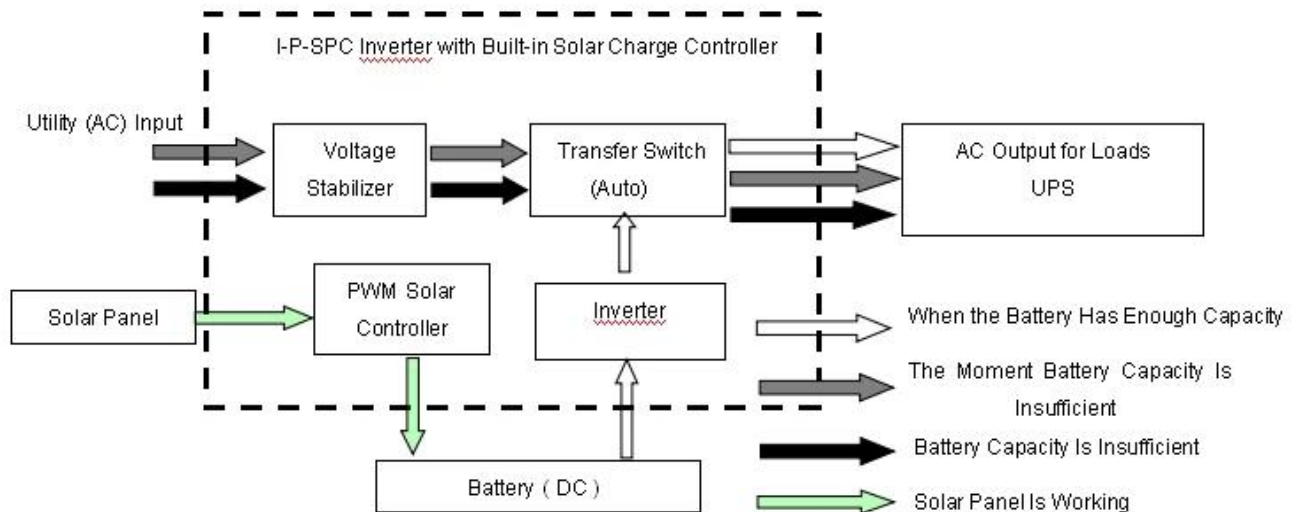 I-P-SPC Inverter with Built-in Solar Charge Controller
Utility (AC) Input
Voltage
Stabilizer
Transfer Switch
(Auto)
AC Output for Loads
UPS
Solar Panel
PWM Solar
Controller
Inverter
Battery ( DC )
When the Battery Has Enough Capacity
The Moment Battery Capacity Is
Insufficient
Battery Capacity Is Insufficient
Solar Panel Is Working